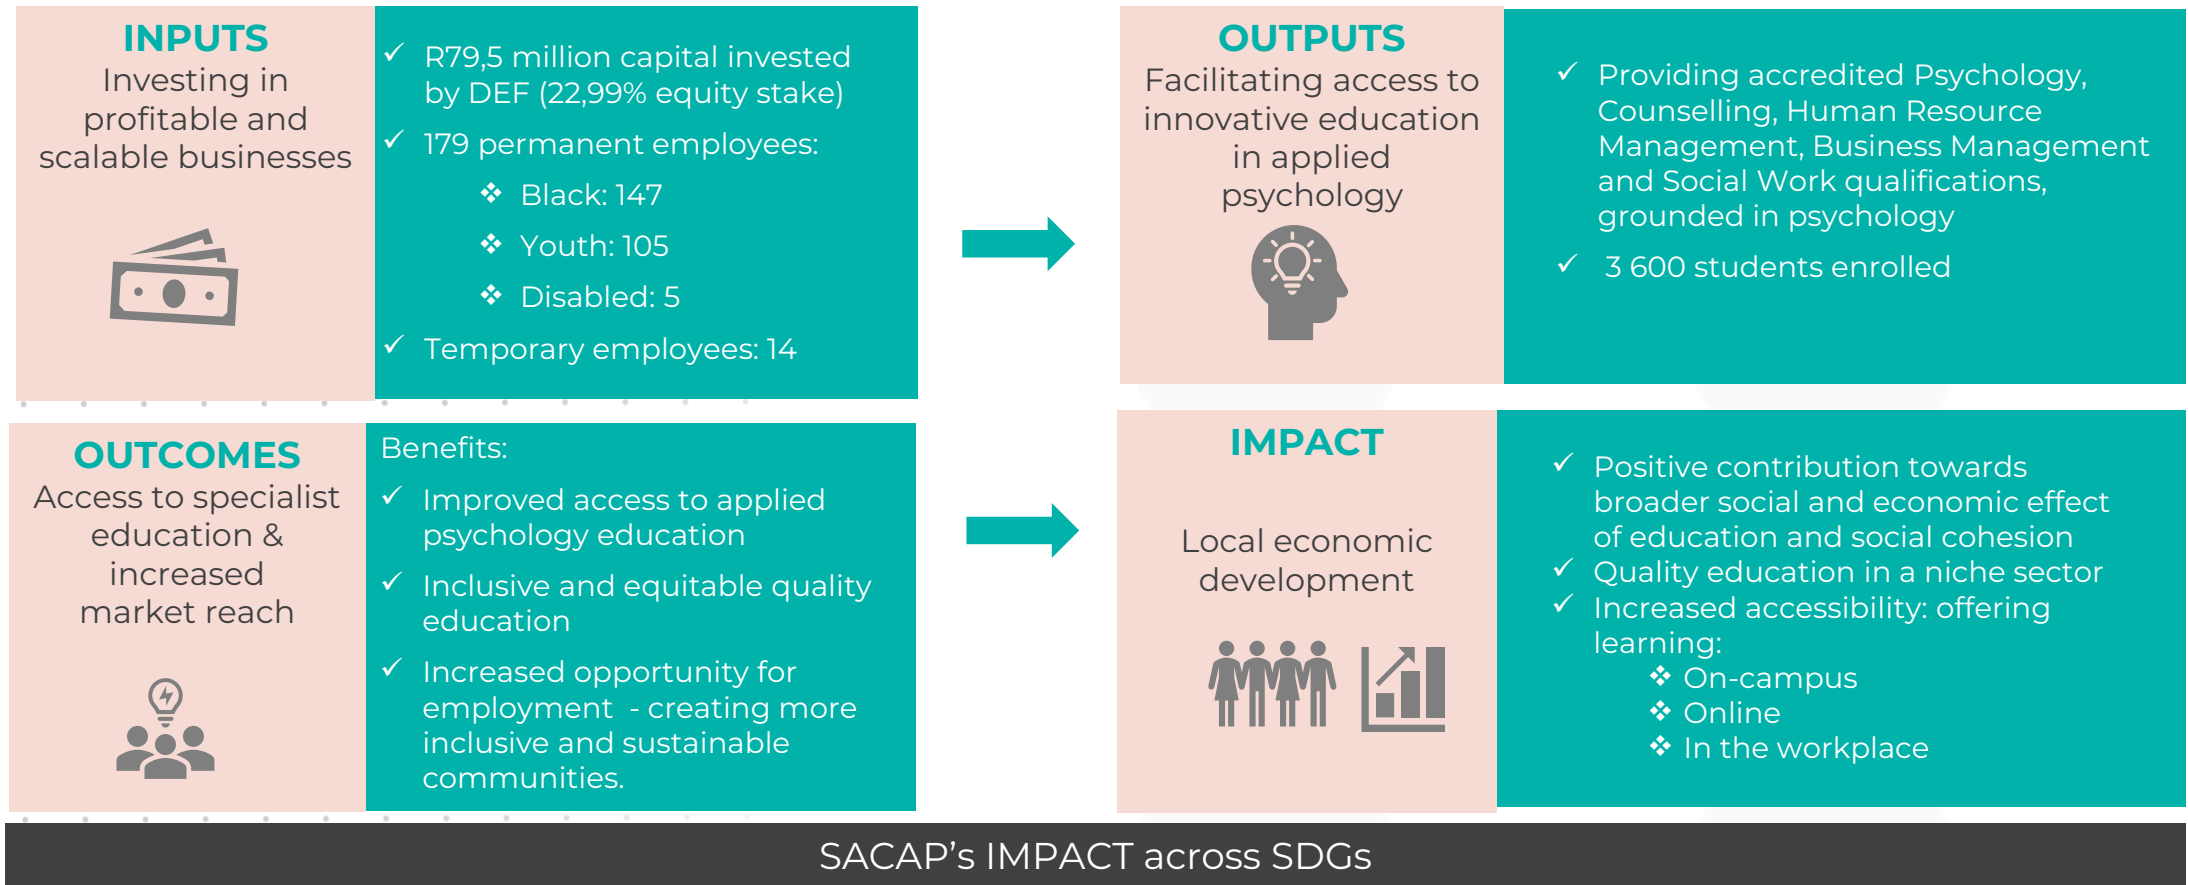 INPUTS
Investing in
profitable and
scalable businesses
✓ R79,5 million capital invested
by DEF (22,99% equity stake)
✓ 179 permanent employees:
❖ Black: 147
❖ Youth: 105
❖ Disabled: 5
✓ Temporary employees: 14
OUTPUTS
Facilitating access to
innovative education
in applied
psychology
✓ Providing accredited Psychology,
Counselling, Human Resource
Management, Business Management
and Social Work qualifications,
grounded in psychology
✓ 3 600 students enrolled
OUTCOMES
Access to specialist
education &
increased
market reach
Benefits:
✓ Improved access to applied
psychology education
✓ Inclusive and equitable quality
education
✓ Increased opportunity for
employment - creating more
inclusive and sustainable
communities.
IMPACT
Local economic
development
✓ Positive contribution towards
broader social and economic effect
of education and social cohesion
✓ Quality education in a niche sector
✓ Increased accessibility: offering
learning:
❖ On-campus
❖ Online
❖ In the workplace
SACAP’s IMPACT across SDGs